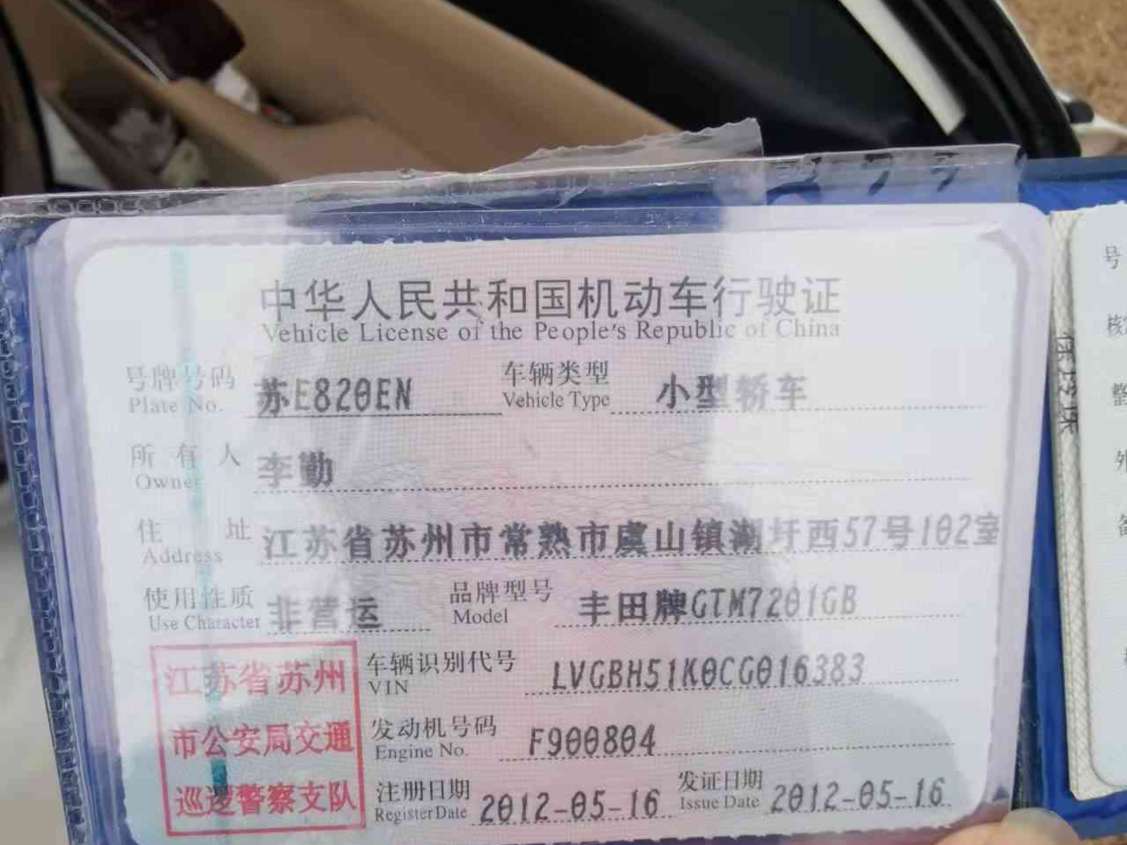 中华人民共和国机动车行驶证
Vehicle License of the People's Republic of China
号牌号码 苏E820EN 车辆类型 小型轿车
Plate No. Vehicle Type
所有人 李勤
Owner
住址 江苏省苏州市常熟市虞山镇湖圩西57号102室
Address
使用性质 非营运 品牌型号 丰田牌GTM7201GB
Use Character Model
江苏省苏州
市公安局交通
巡逻警察支队
车辆识别代号 LVGBH51K0CG016383
VIN
发动机号码 F900804
Engine No.
注册日期 2012-05-16 发证日期 2012-05-16
Register Date Issue Date
号
核
整
外
备